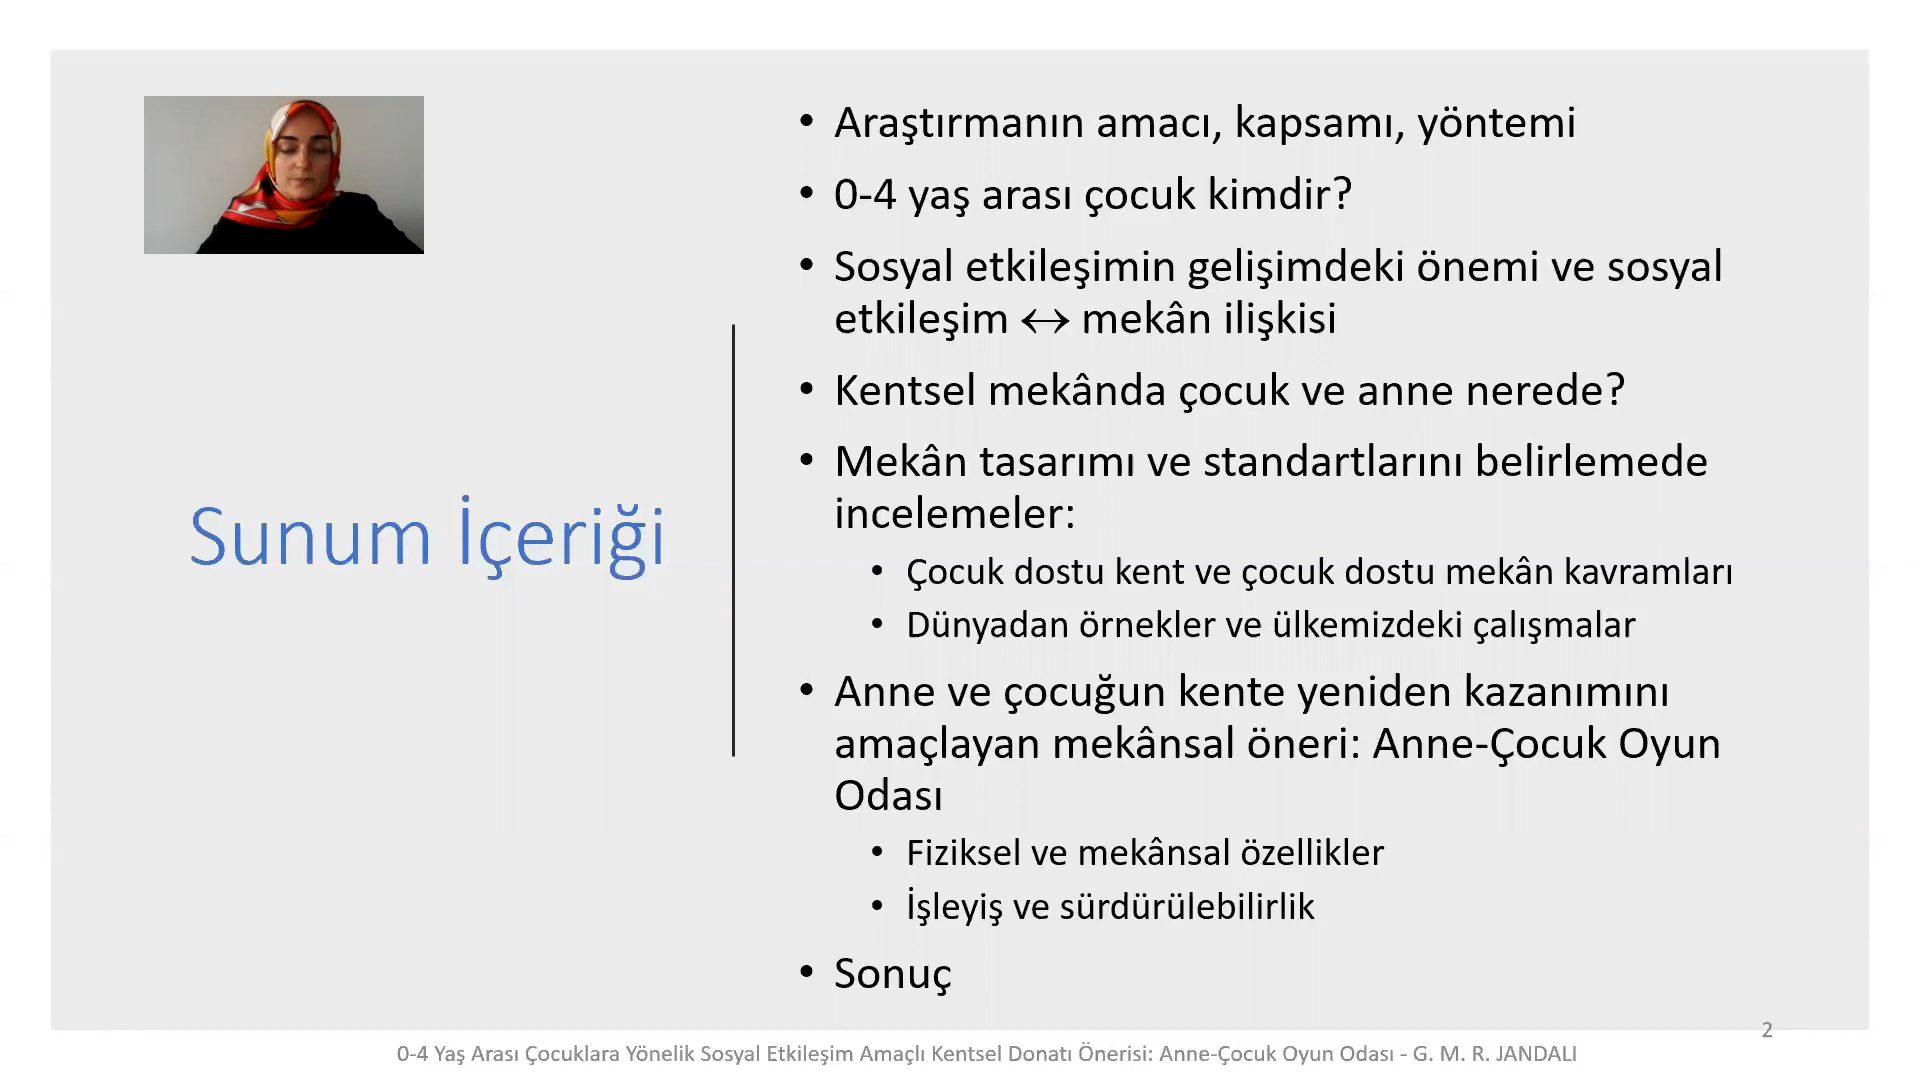 Sunum İçeriği
• Araştırmanın amacı, kapsamı, yöntemi
• 0-4 yaş arası çocuk kimdir?
• Sosyal etkileşimin gelişimdeki önemi ve sosyal
etkileşim ↔ mekân ilişkisi
• Kentsel mekânda çocuk ve anne nerede?
• Mekân tasarımı ve standartlarını belirlemede
incelemeler:
• Çocuk dostu kent ve çocuk dostu mekân kavramları
• Dünyadan örnekler ve ülkemizdeki çalışmalar
• Anne ve çocuğun kente yeniden kazanımını
amaçlayan mekânsal öneri: Anne-Çocuk Oyun
Odası
• Fiziksel ve mekânsal özellikler
• İşleyiş ve sürdürülebilirlik
• Sonuç
2
0-4 Yaş Arası Çocuklara Yönelik Sosyal Etkileşim Amaçlı Kentsel Donatı Önerisi: Anne-Çocuk Oyun Odası - G. M. R. JANDALI